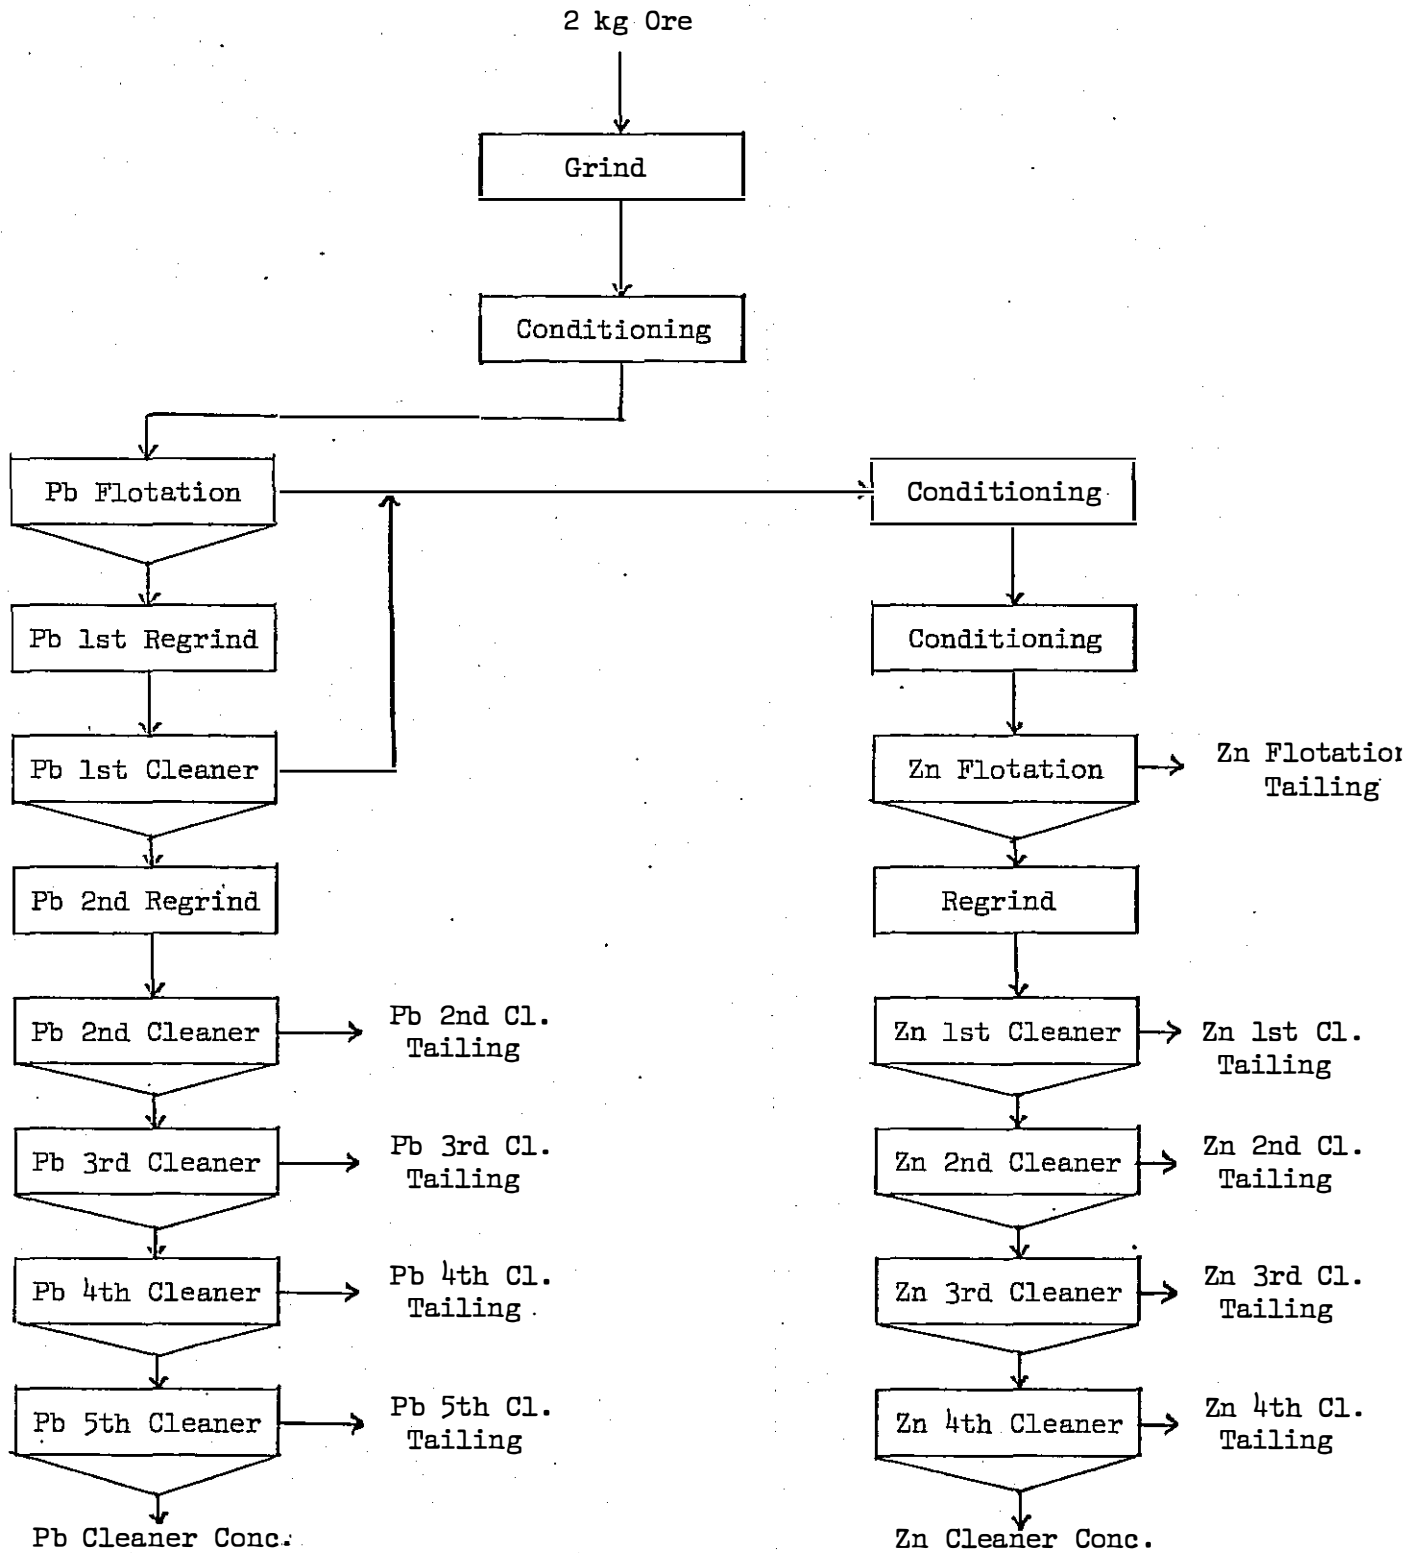 2 kg Ore
Grind
Conditioning
Pb Flotation
Conditioning
Pb 1st Regrind
Conditioning
Pb 1st Cleaner
Zn Flotation
Zn Flotation
Tailing
Pb 2nd Regrind
Regrind
Pb 2nd Cleaner
Pb 2nd Cl.
Tailing
Zn 1st Cleaner
Zn 1st Cl.
Tailing
Pb 3rd Cleaner
Pb 3rd Cl.
Tailing
Zn 2nd Cleaner
Zn 2nd Cl.
Tailing
Pb 4th Cleaner
Pb 4th Cl.
Tailing
Zn 3rd Cleaner
Zn 3rd Cl.
Tailing
Pb 5th Cleaner
Pb 5th Cl.
Tailing
Zn 4th Cleaner
Zn 4th Cl.
Tailing
Pb Cleaner Conc.
Zn Cleaner Conc.